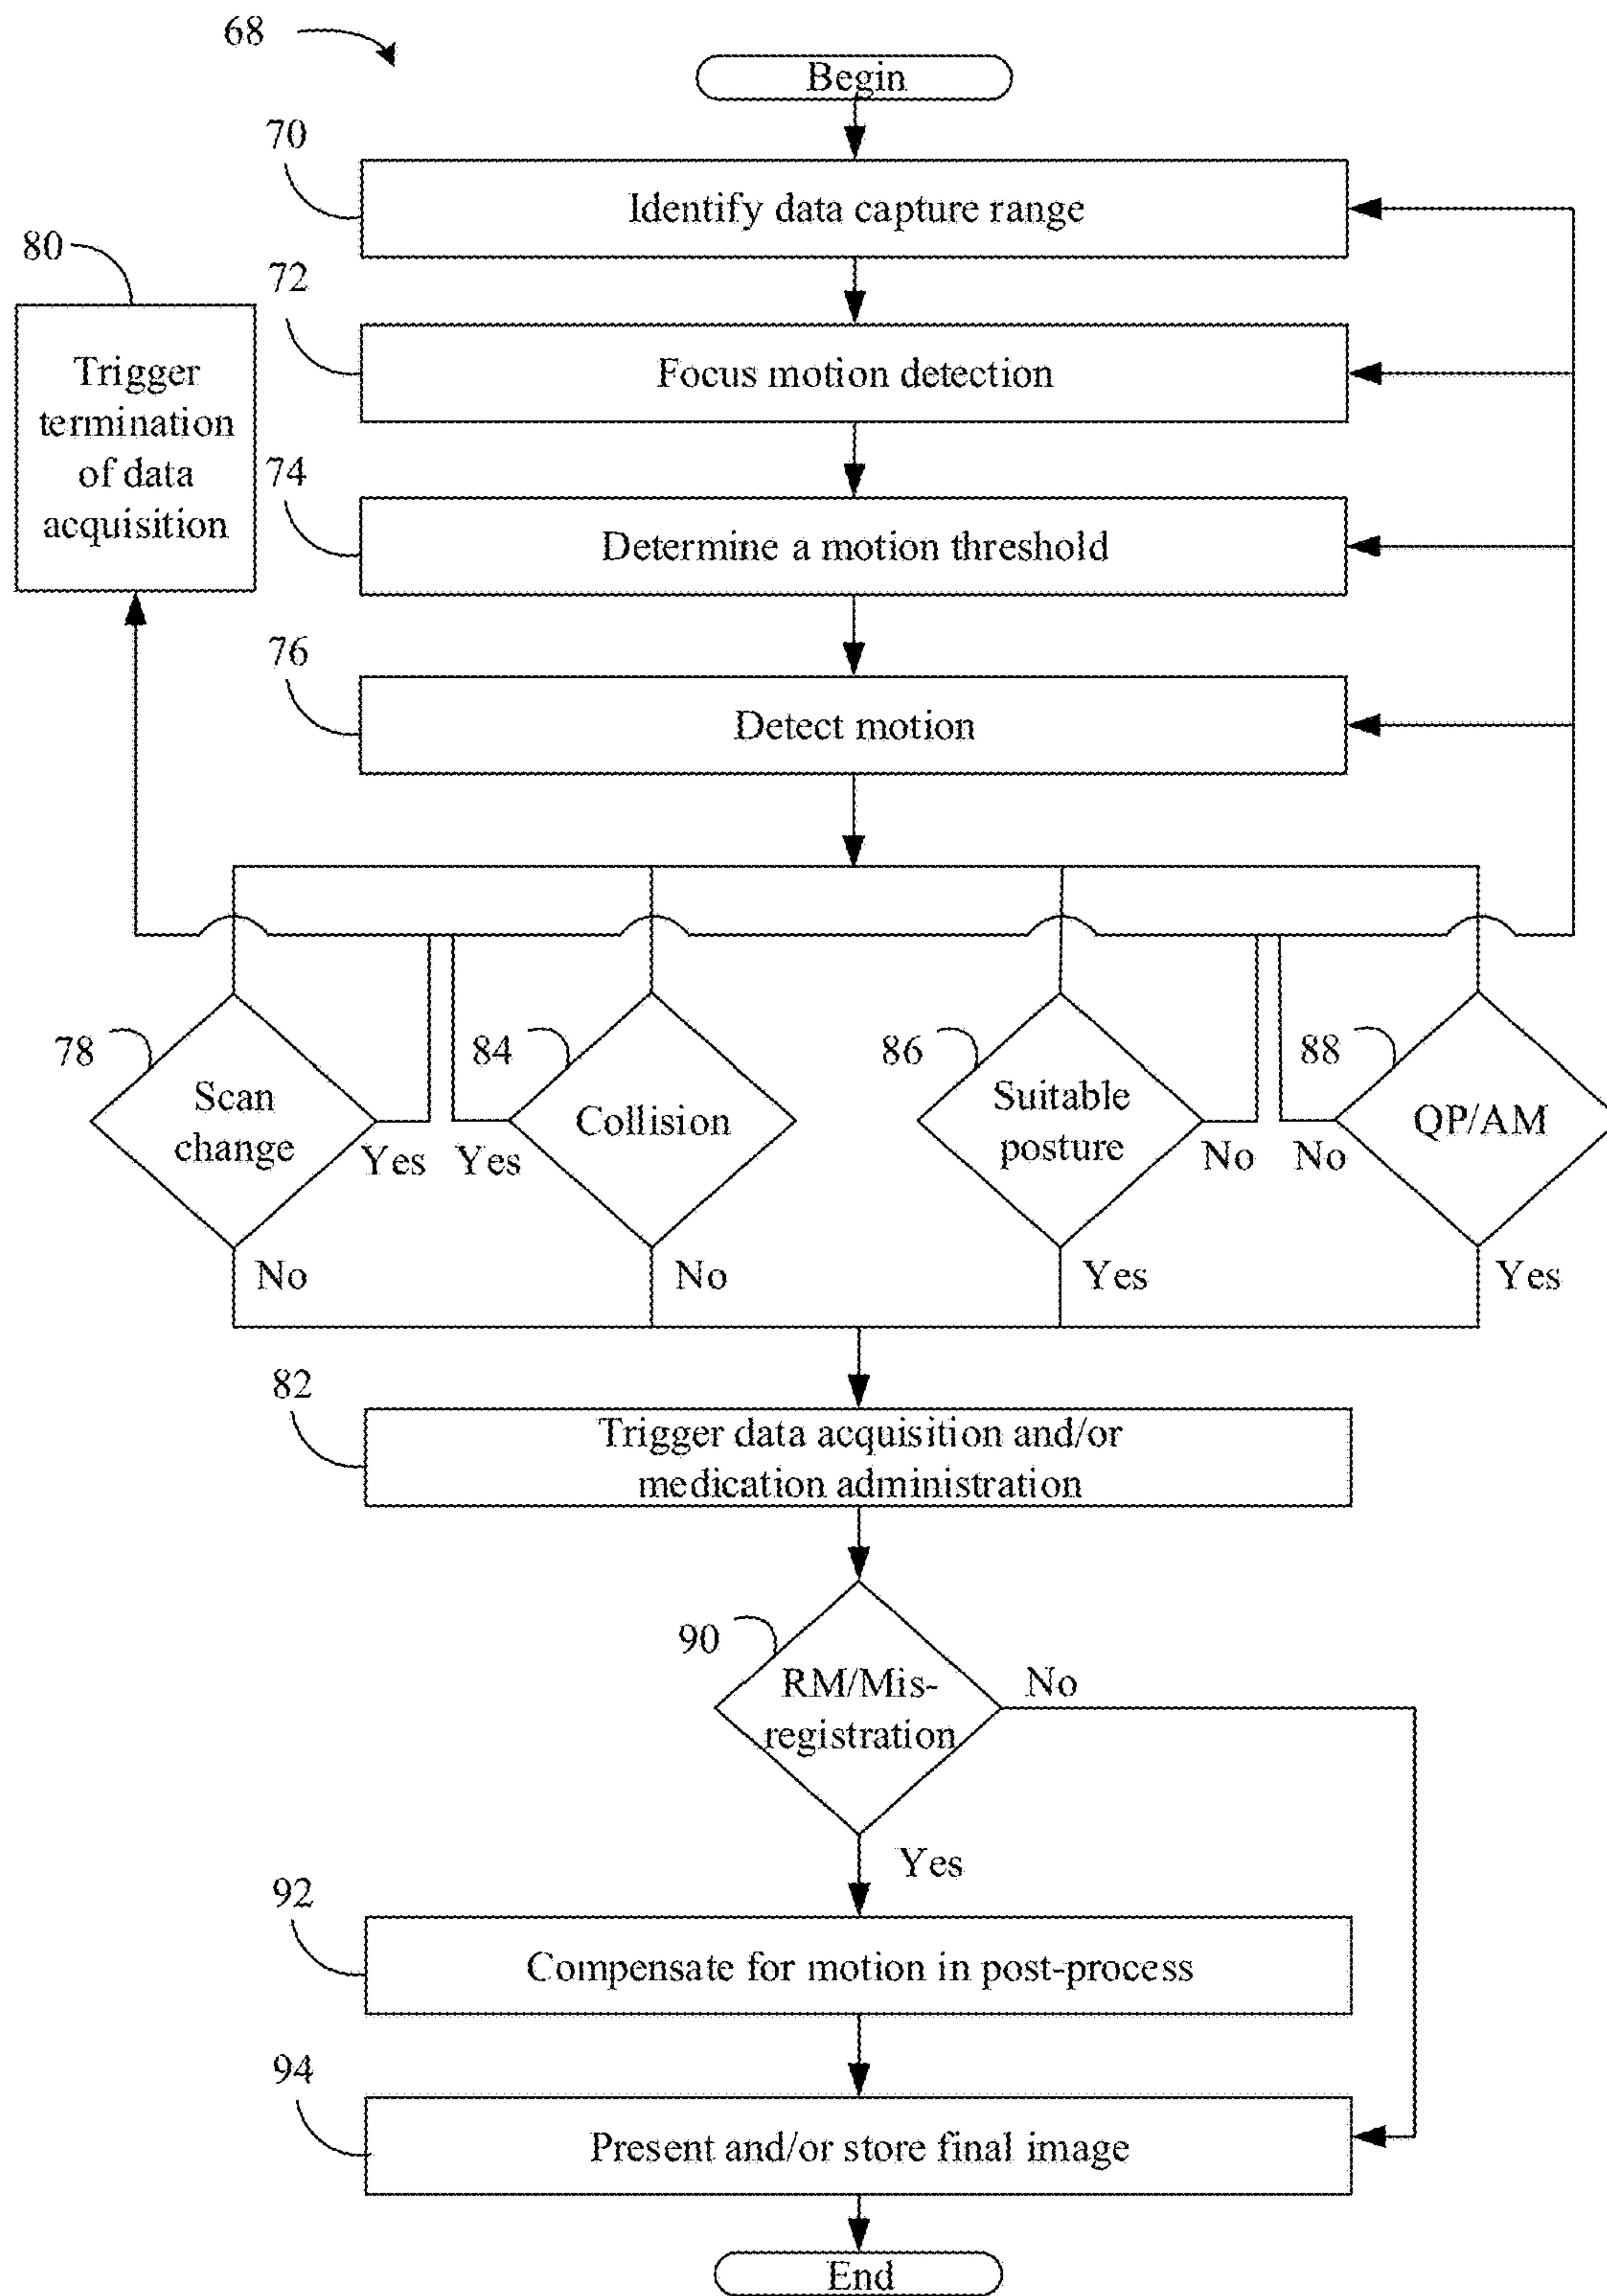 68
Begin
70
Identify data capture range
80
72
Trigger
termination
of data
acquisition
Focus motion detection
74
Determine a motion threshold
76
Detect motion
78
Scan
change
Yes
No
84
Collision
Yes
No
86
Suitable
posture
No
Yes
88
QP/AM
No
Yes
82
Trigger data acquisition and/or
medication administration
90
RM/Mis-
registration
No
Yes
92
Compensate for motion in post-process
94
Present and/or store final image
End